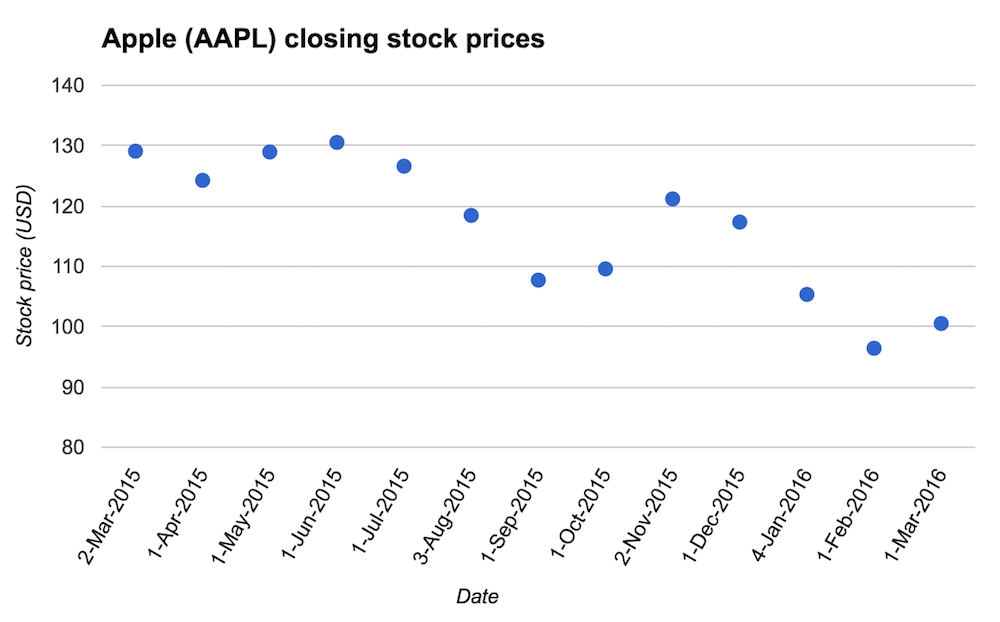 Apple (AAPL) closing stock prices
140
130
120
110
100
90
80
Stock price (USD)
2-Mar-2015
1-Apr-2015
1-May-2015
1-Jun-2015
1-Jul-2015
3-Aug-2015
1-Sep-2015
1-Oct-2015
2-Nov-2015
1-Dec-2015
4-Jan-2016
1-Feb-2016
1-Mar-2016
Date